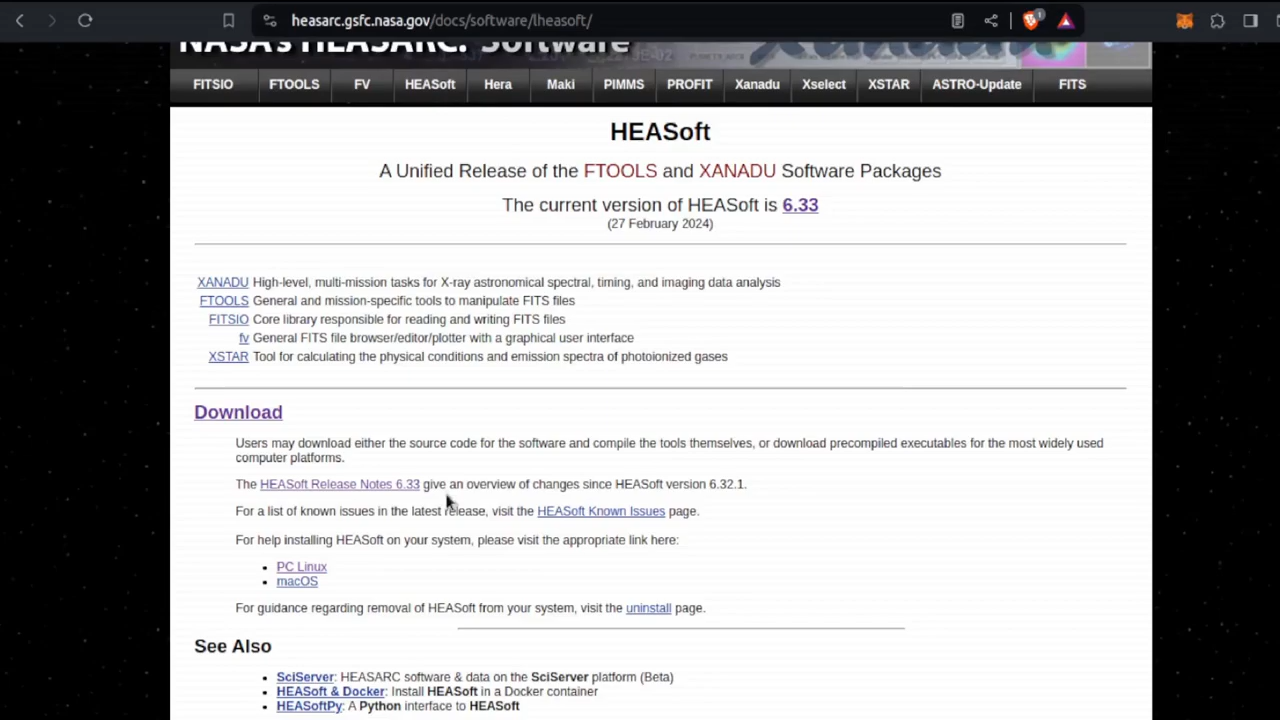 heasarc.gsfc.nasa.gov/docs/software/lheasoft/
1
NASA's HEASARC: Software
FITSIO FTOOLS FV HEASoft Hera Maki PIMMS PROFIT Xanadu Xselect XSTAR ASTRO-Update FITS
HEASoft
A Unified Release of the FTOOLS and XANADU Software Packages
The current version of HEASoft is 6.33
(27 February 2024)
XANADU High-level, multi-mission tasks for X-ray astronomical spectral, timing, and imaging data analysis
FTOOLS General and mission-specific tools to manipulate FITS files
FITSIO Core library responsible for reading and writing FITS files
fv General FITS file browser/editor/plotter with a graphical user interface
XSTAR Tool for calculating the physical conditions and emission spectra of photoionized gases
Download
Users may download either the source code for the software and compile the tools themselves, or download precompiled executables for the most widely used
computer platforms.
The HEASoft Release Notes 6.33 give an overview of changes since HEASoft version 6.32.1.
For a list of known issues in the latest release, visit the HEASoft Known Issues page.
For help installing HEASoft on your system, please visit the appropriate link here:
• PC Linux
• macOS
For guidance regarding removal of HEASoft from your system, visit the uninstall page.
See Also
• SciServer: HEASARC software & data on the SciServer platform (Beta)
• HEASoft & Docker: Install HEASoft in a Docker container
• HEASoftPy: A Python interface to HEASoft